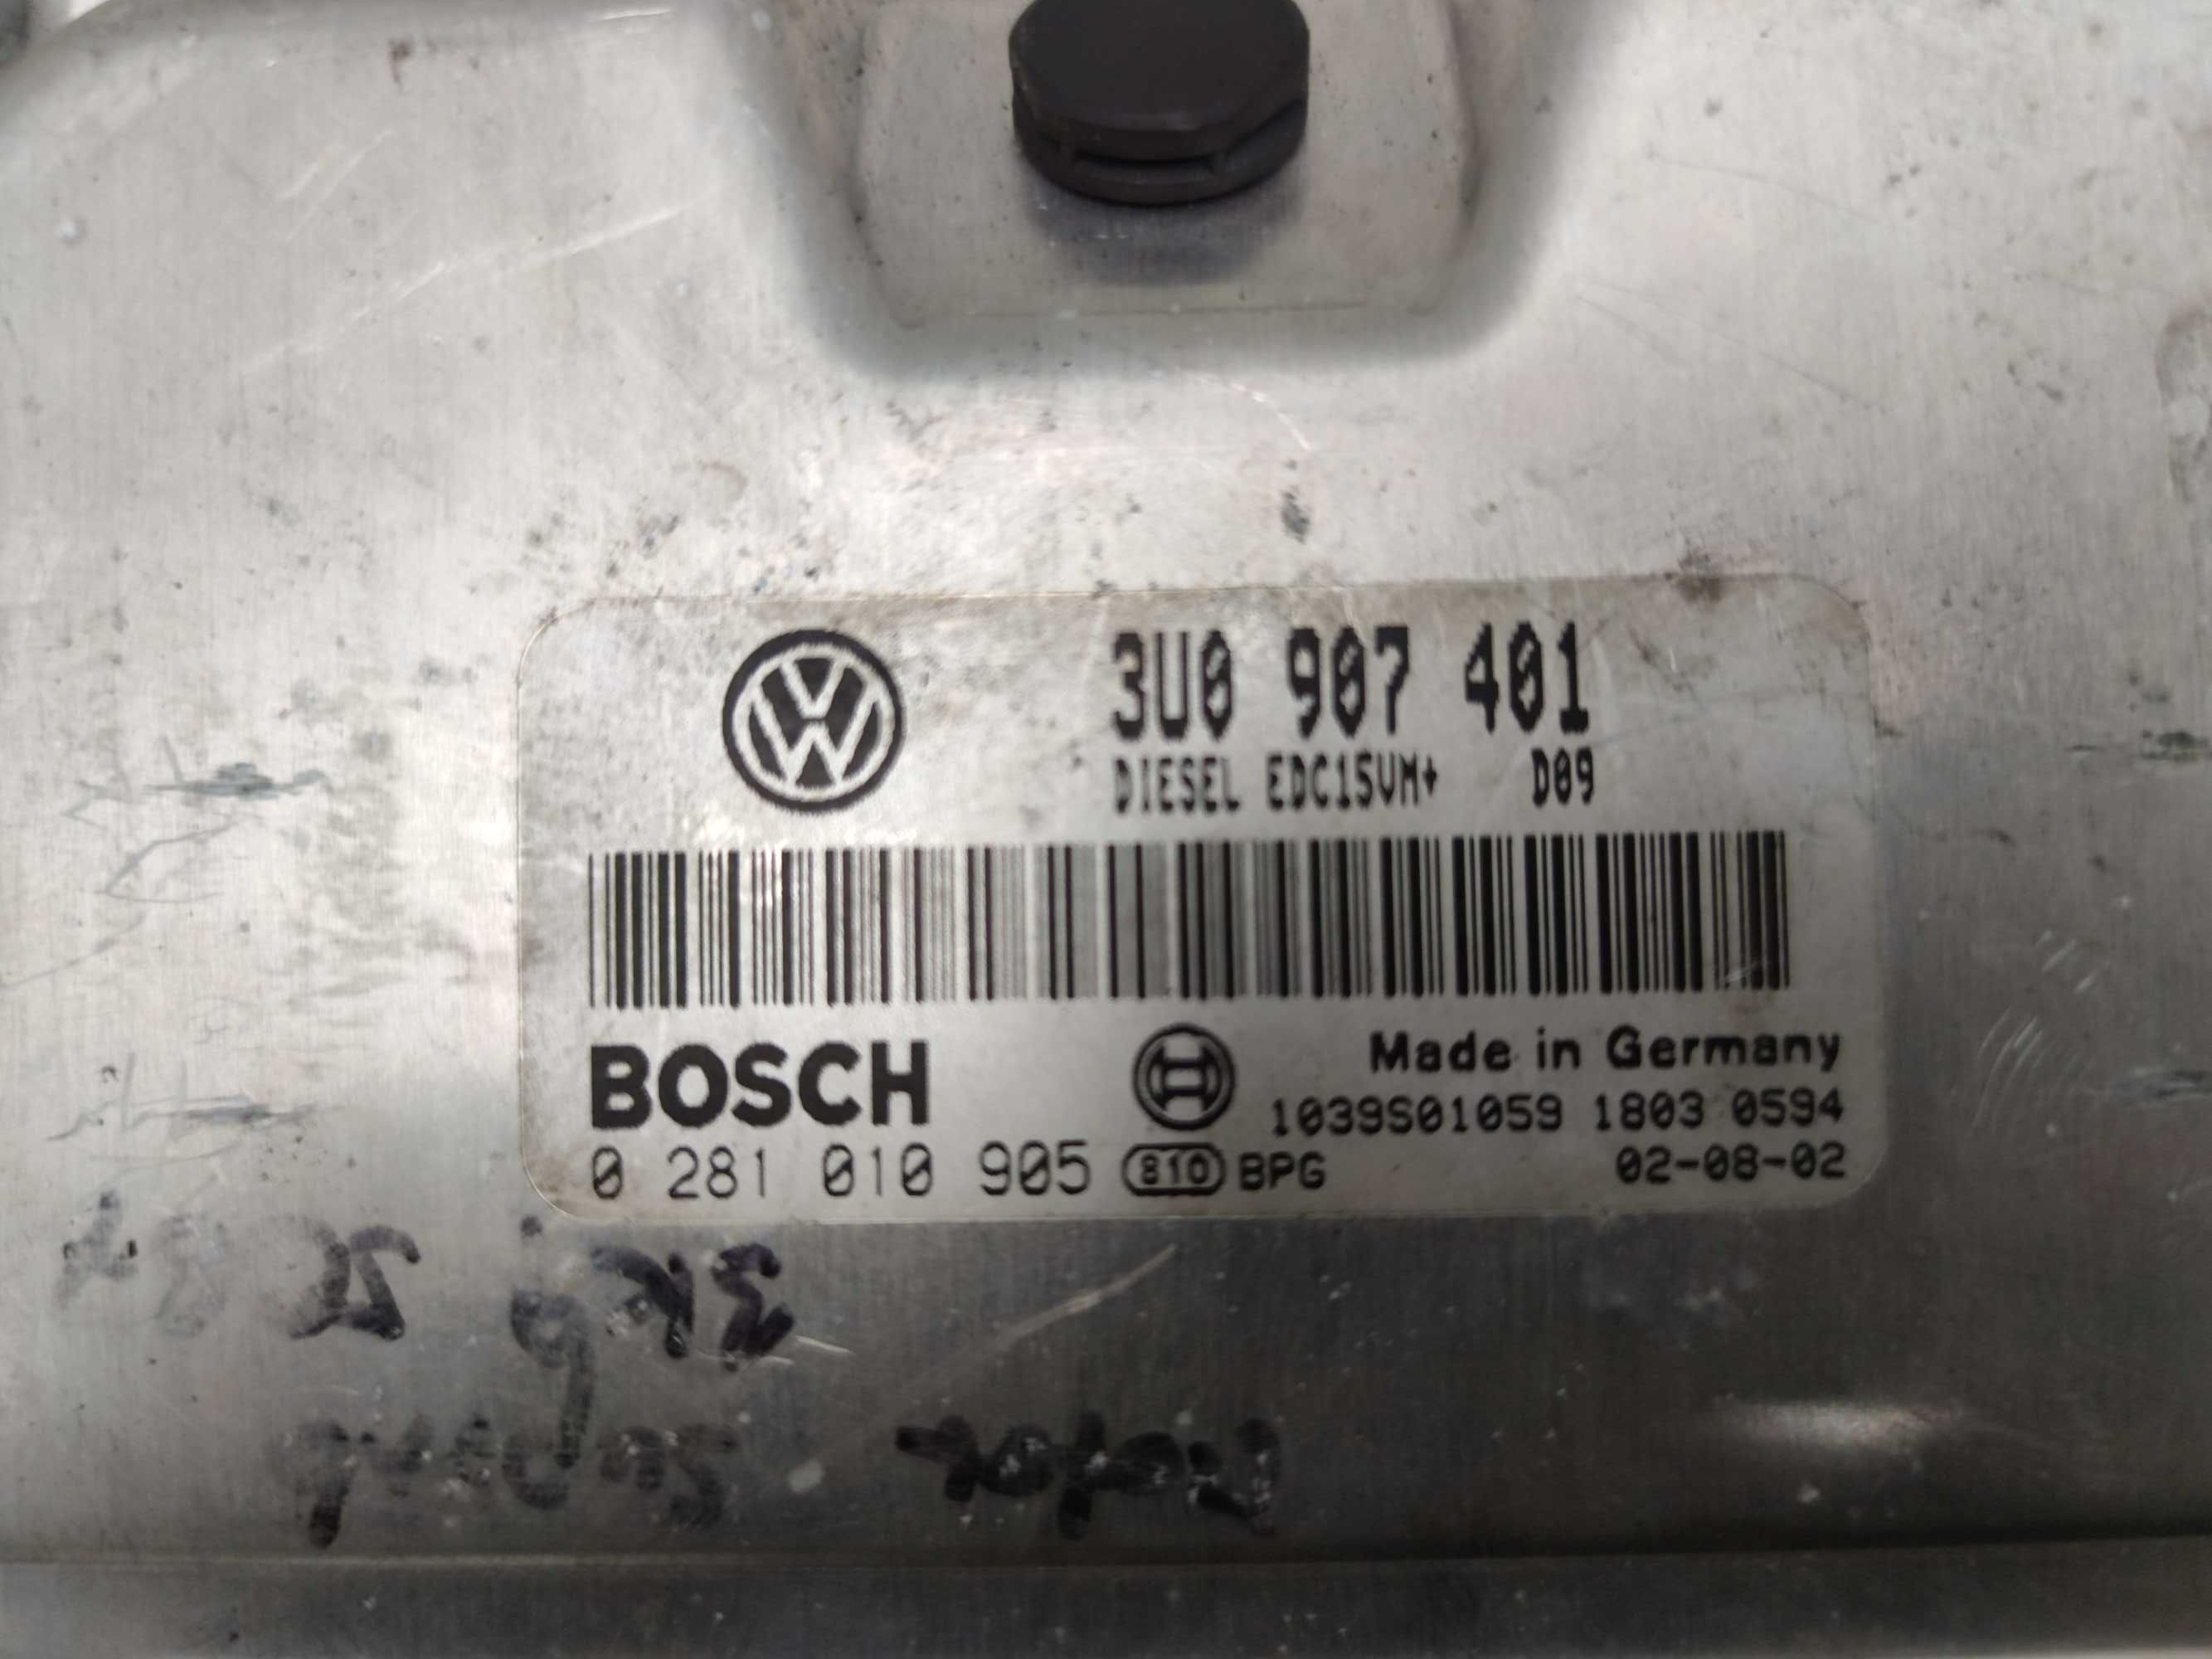 3U0 907 401
DIESEL EDC15VM+ D09
BOSCH
Made in Germany
1039S01059 1803 0594
0 281 010 905 810 BPG 02-08-02
Motor